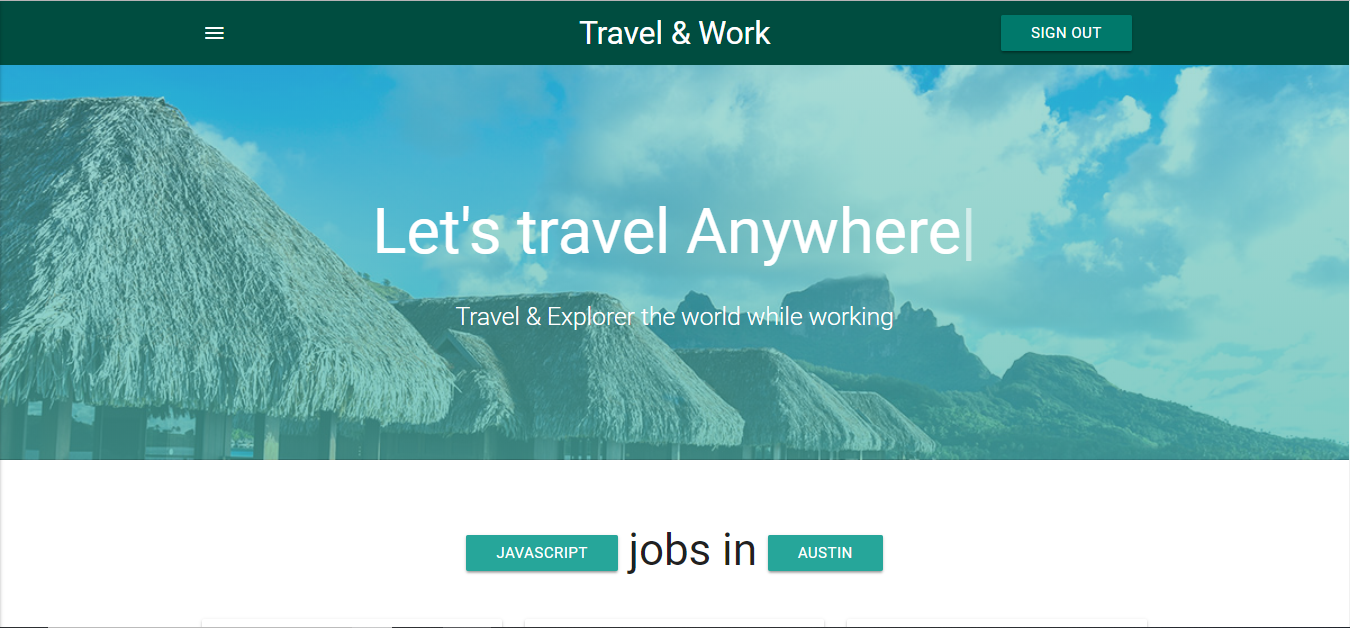 Travel & Work
SIGN OUT
Let's travel Anywhere|
Travel & Explorer the world while working
JAVASCRIPT jobs in AUSTIN